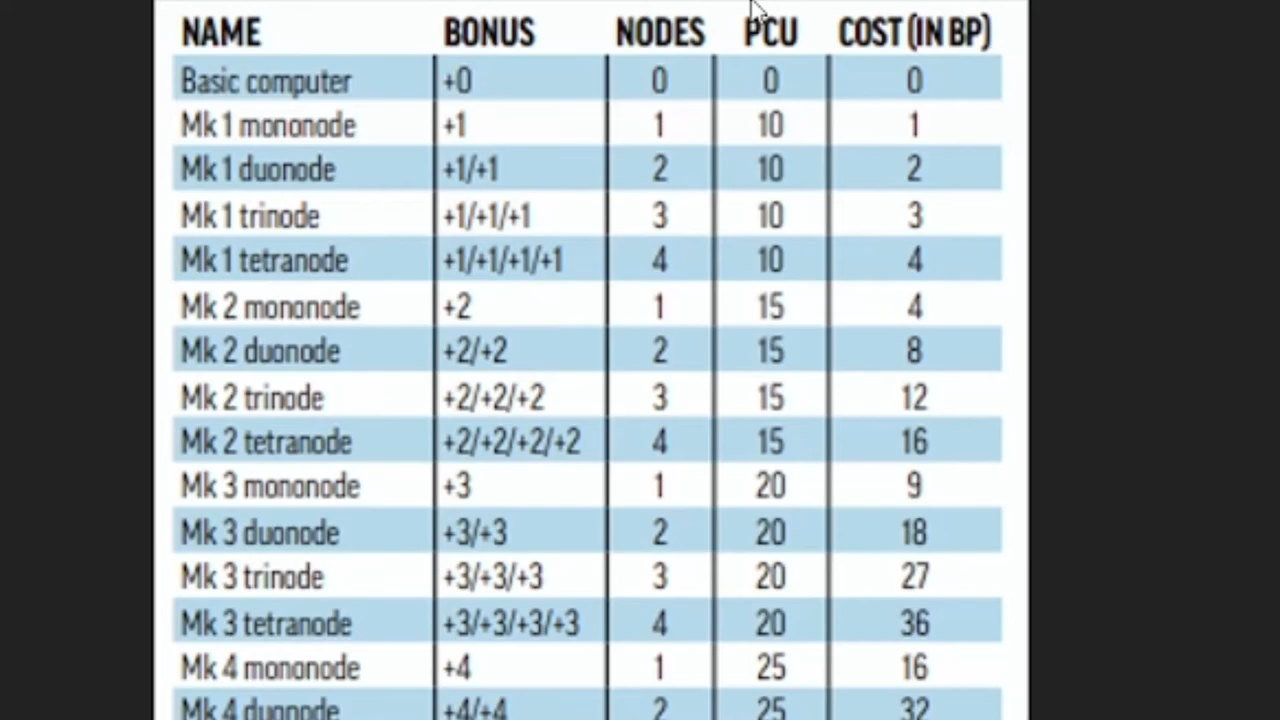 NAME BONUS NODES PCU COST (IN BP)
Basic computer +0 0 0 0
Mk 1 mononode +1 1 10 1
Mk 1 duonode +1/+1 2 10 2
Mk 1 trinode +1/+1/+1 3 10 3
Mk 1 tetranode +1/+1/+1/+1 4 10 4
Mk 2 mononode +2 1 15 4
Mk 2 duonode +2/+2 2 15 8
Mk 2 trinode +2/+2/+2 3 15 12
Mk 2 tetranode +2/+2/+2/+2 4 15 16
Mk 3 mononode +3 1 20 9
Mk 3 duonode +3/+3 2 20 18
Mk 3 trinode +3/+3/+3 3 20 27
Mk 3 tetranode +3/+3/+3/+3 4 20 36
Mk 4 mononode +4 1 25 16
Mk 4 duonode +4/+4 2 25 32